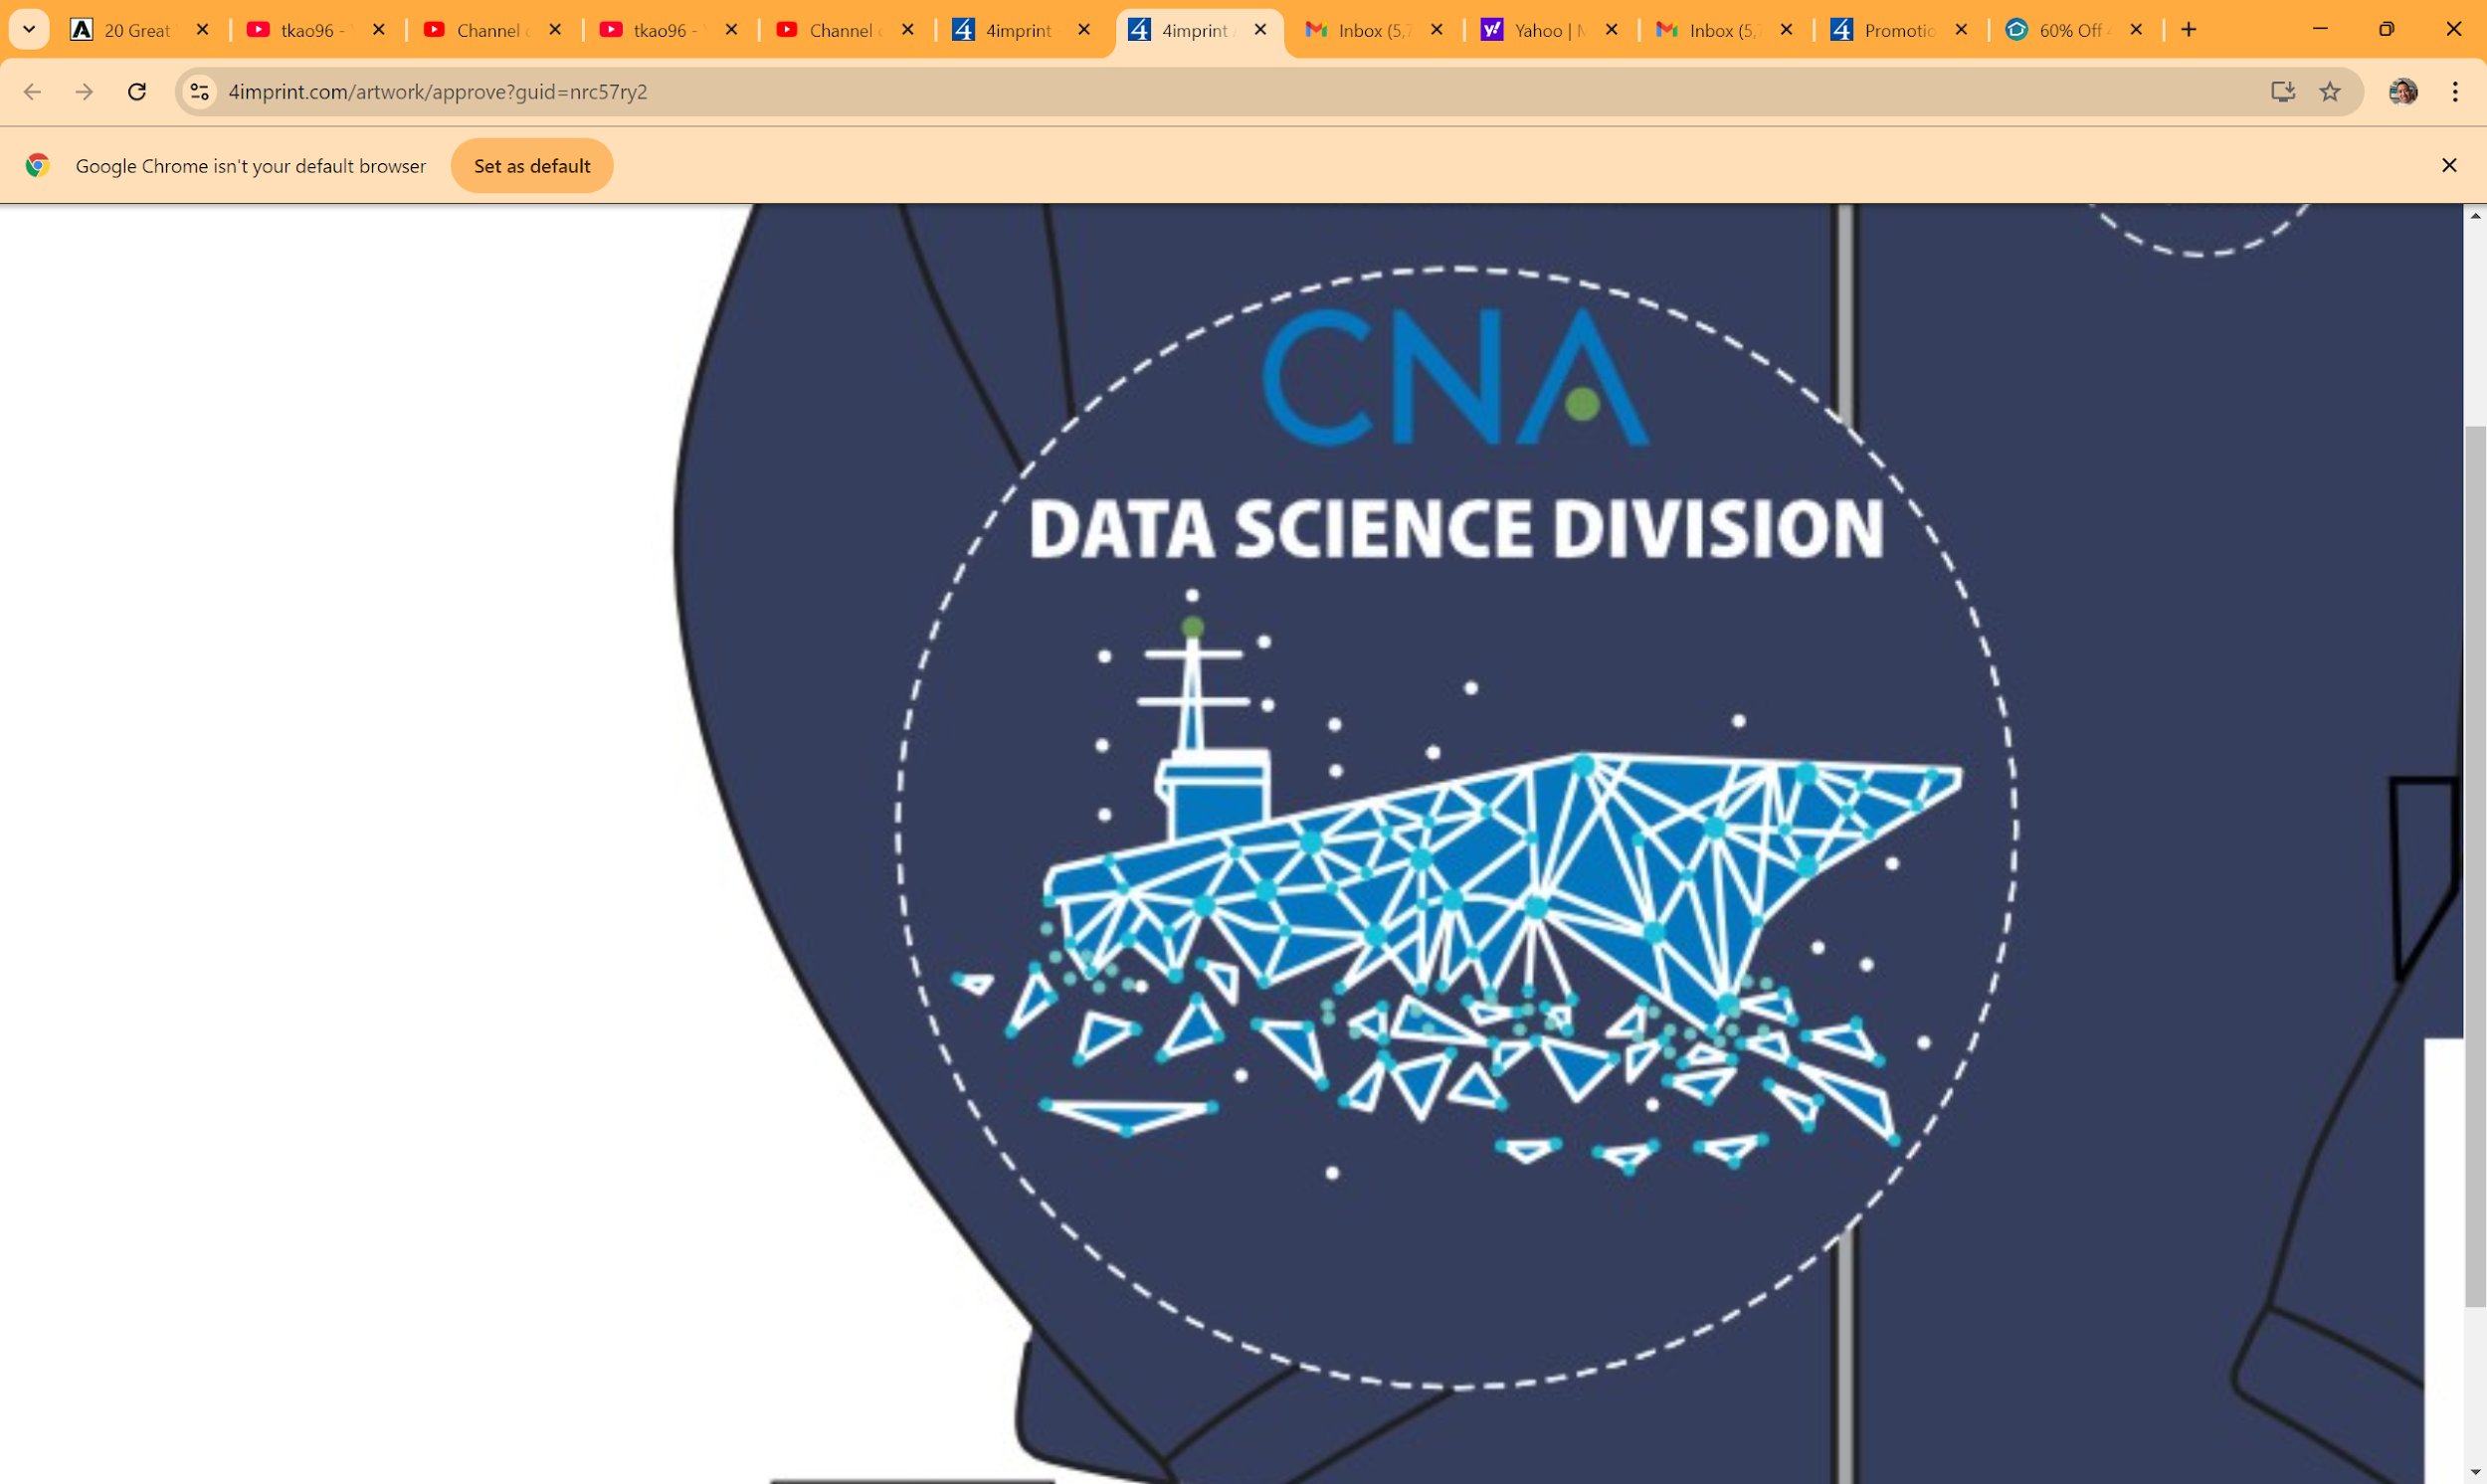 20 Great
tkao96 -
Channel
tkao96 -
Channel
4imprint
4imprint
Inbox (5,
Yahoo |
Inbox (5,
Promotio
60% Off
4imprint.com/artwork/approve?guid=nrc57ry2
Google Chrome isn't your default browser
Set as default
CNA
DATA SCIENCE DIVISION